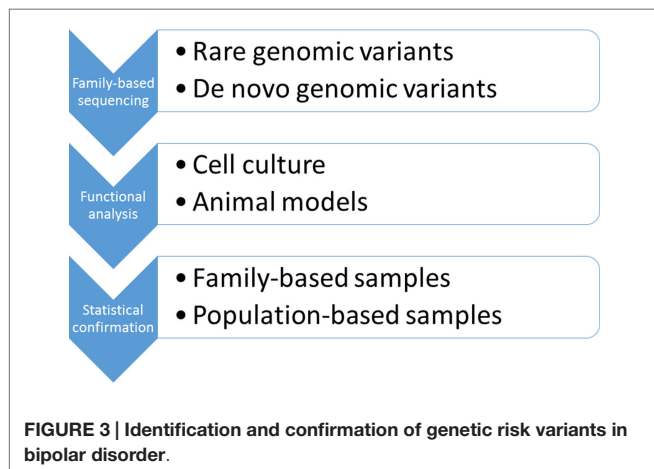 Family-based
sequencing
• Rare genomic variants
• De novo genomic variants
Functional
analysis
• Cell culture
• Animal models
Statistical
confirmation
• Family-based samples
• Population-based samples
FIGURE 3 | Identification and confirmation of genetic risk variants in
bipolar disorder.